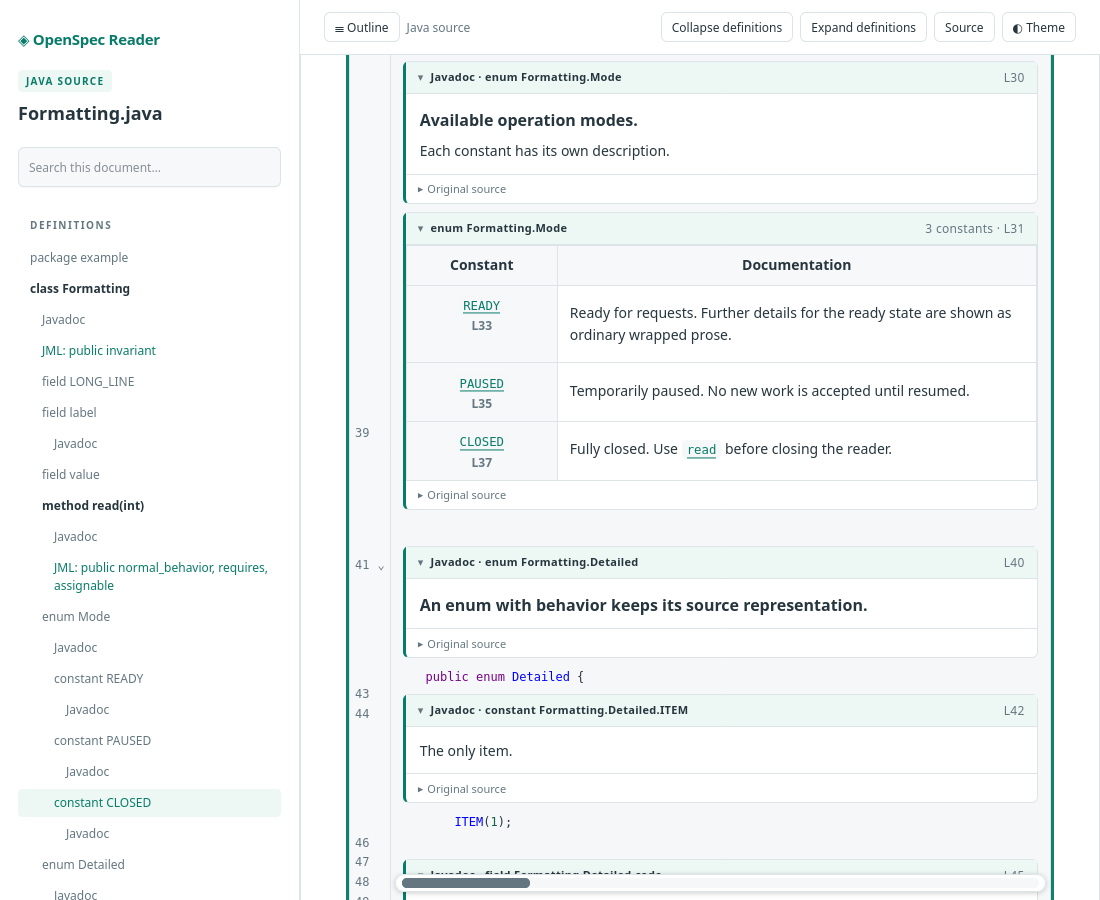 ◈ OpenSpec Reader
JAVA SOURCE
Formatting.java
Search this document…
DEFINITIONS
package example
class Formatting
Javadoc
JML: public invariant
field LONG_LINE
field label
Javadoc
field value
method read(int)
Javadoc
JML: public normal_behavior, requires,
assignable
enum Mode
Javadoc
constant READY
Javadoc
constant PAUSED
Javadoc
constant CLOSED
Javadoc
enum Detailed
Javadoc
≡ Outline
Java source
Collapse definitions
Expand definitions
Source
◐ Theme
▾ Javadoc · enum Formatting.Mode L30
Available operation modes.
Each constant has its own description.
▸ Original source
▾ enum Formatting.Mode 3 constants · L31
Constant Documentation
READY
L33
Ready for requests. Further details for the ready state are shown as
ordinary wrapped prose.
PAUSED
L35
Temporarily paused. No new work is accepted until resumed.
39
CLOSED
L37
Fully closed. Use read before closing the reader.
▸ Original source
41 ⌄
▾ Javadoc · enum Formatting.Detailed L40
An enum with behavior keeps its source representation.
▸ Original source
public enum Detailed {
43
44
▾ Javadoc · constant Formatting.Detailed.ITEM L42
The only item.
▸ Original source
ITEM(1);
46
47
48
▾ Javadoc · field Formatting.Detailed.code L45
49